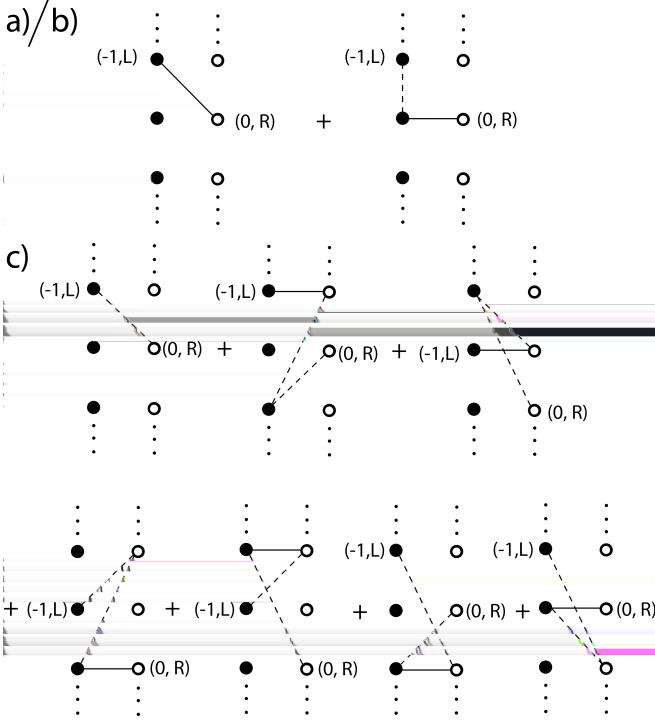 a)/b)
(-1,L) (-1,L)
(0, R) + (0, R)
c)
(-1,L) (-1,L)
(0, R) + (0, R) + (-1,L)
(0, R)
(-1,L) (-1,L)
+ (-1,L) + (-1,L) + (0, R) + (0, R)
(0, R) (0, R)